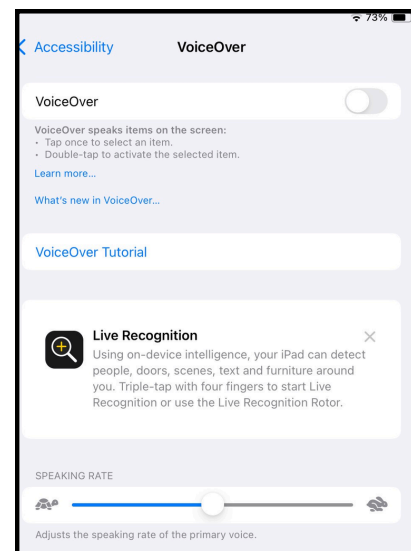 73%
Accessibility
VoiceOver
VoiceOver
VoiceOver speaks items on the screen:
• Tap once to select an item.
• Double-tap to activate the selected item.
Learn more...
What's new in VoiceOver...
VoiceOver Tutorial
Live Recognition
Using on-device intelligence, your iPad can detect
people, doors, scenes, text and furniture around
you. Triple-tap with four fingers to start Live
Recognition or use the Live Recognition Rotor.
SPEAKING RATE
Adjusts the speaking rate of the primary voice.